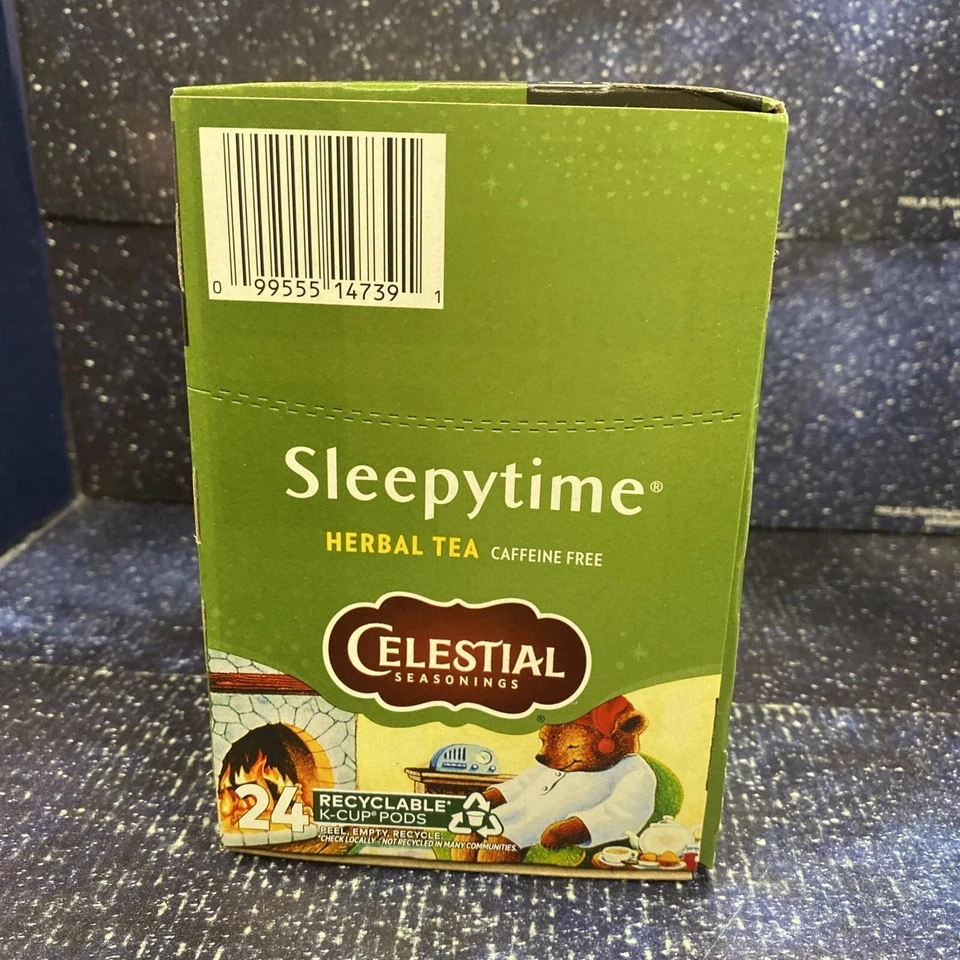 0 99555 14739 1
Sleepytime®
HERBAL TEA CAFFEINE FREE
CELESTIAL
SEASONINGS
®
24 RECYCLABLE*
K-CUP® PODS
PEEL, EMPTY, RECYCLE.
*CHECK LOCALLY - NOT RECYCLED IN MANY COMMUNITIES.